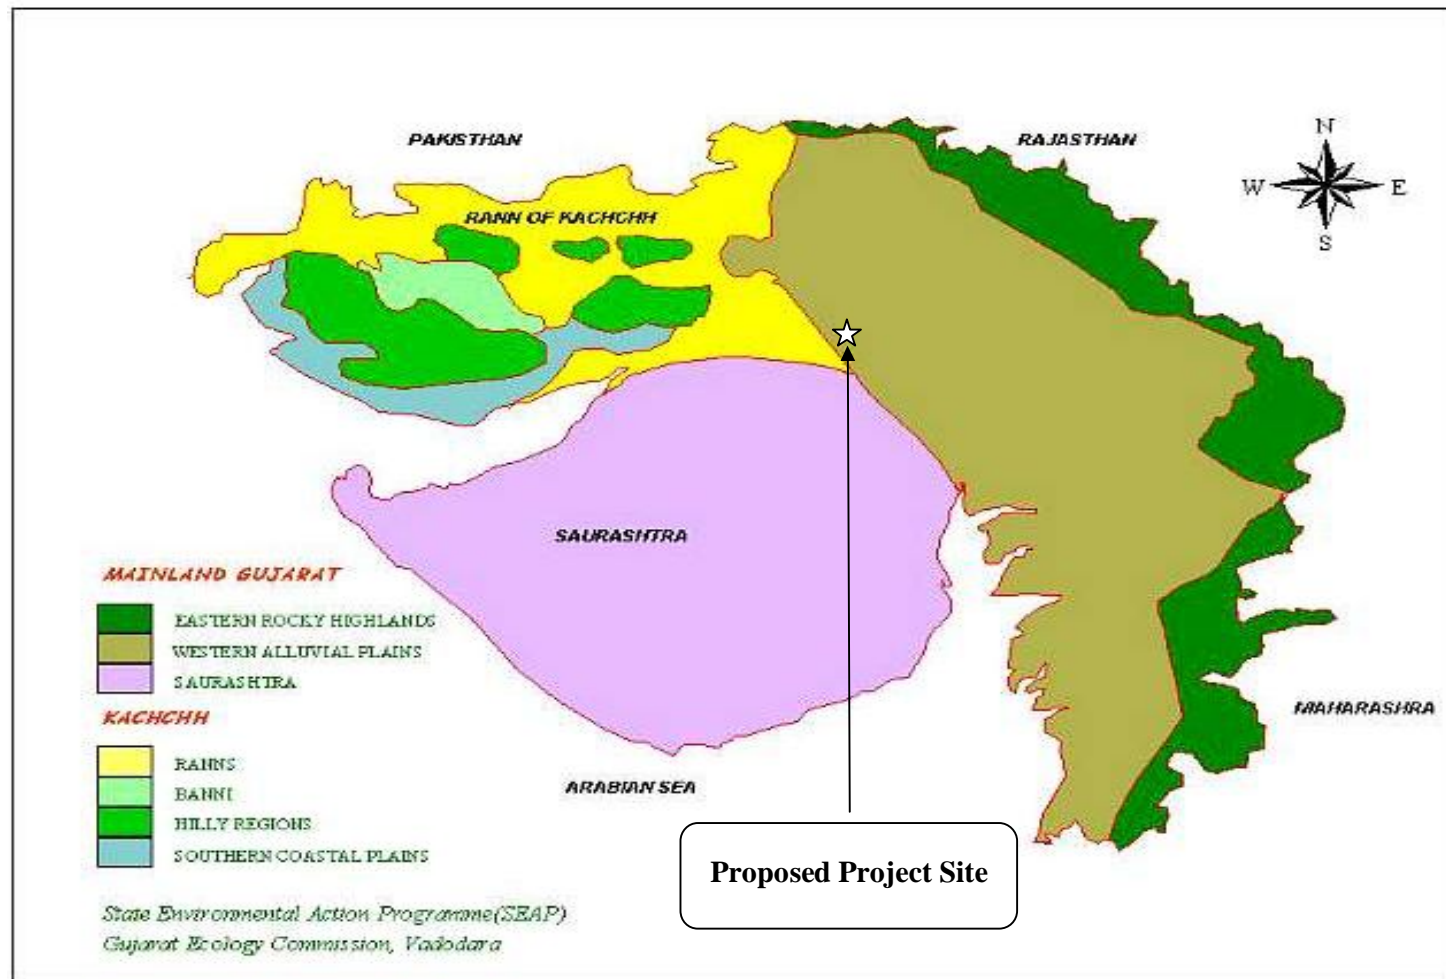 PAKISTHAN
RAJASTHAN
N
W
E
S
RANN OF KACHCHH
SAURASHTRA
MAINLAND GUJARAT
EASTERN ROCKY HIGHLANDS
WESTERN ALLUVIAL PLAINS
SAURASHTRA
KACHCHH
RANNS
BANNI
HILLY REGIONS
SOUTHERN COASTAL PLAINS
MAHARASHRA
ARABIAN SEA
Proposed Project Site
State Environmental Action Programme(SEAP)
Gujarat Ecology Commission, Vadodara